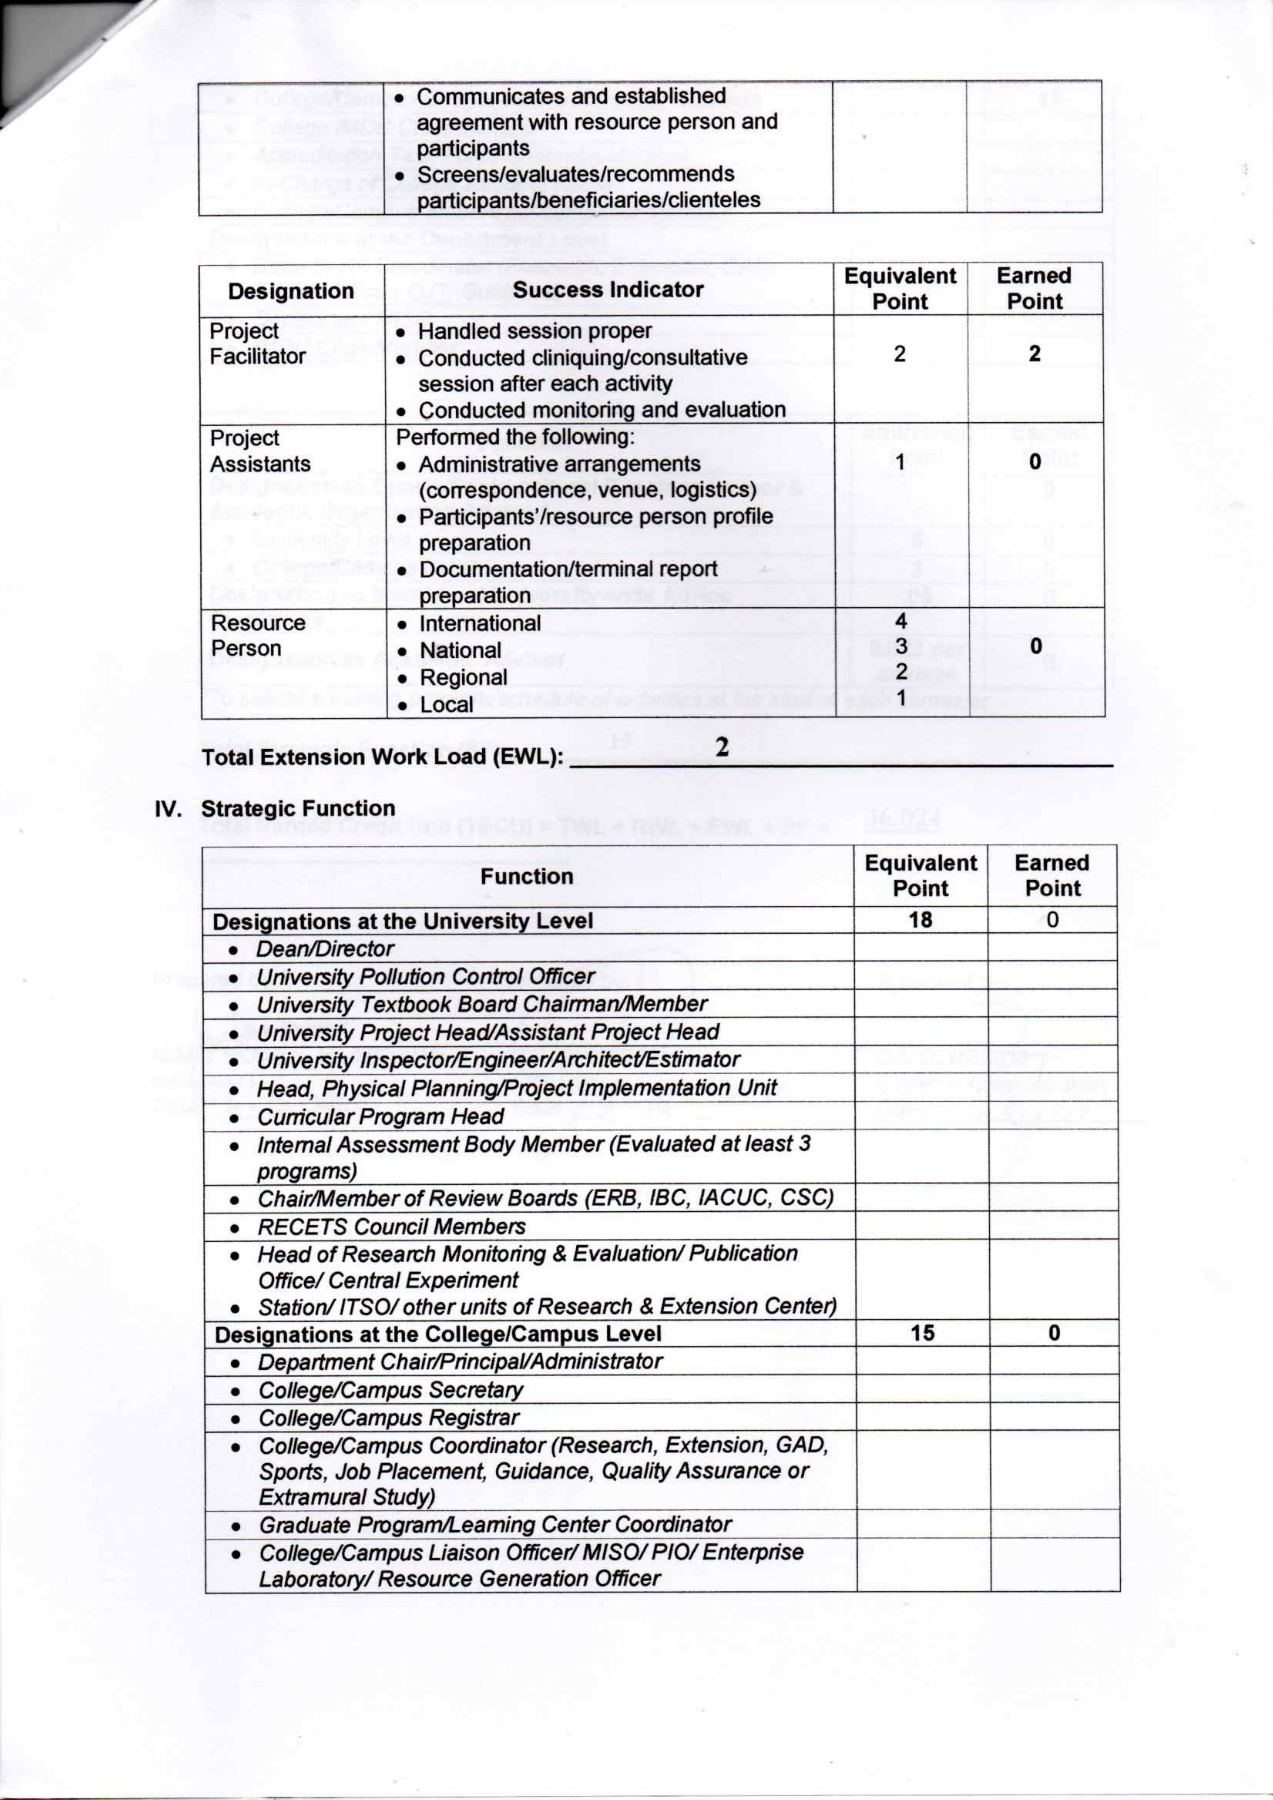 • Communicates and established
agreement with resource person and
participants
• Screens/evaluates/recommends
participants/beneficiaries/clienteles
Designation Success Indicator Equivalent Point Earned Point
Project Facilitator
• Handled session proper
• Conducted cliniquing/consultative
session after each activity
• Conducted monitoring and evaluation
2 2
Project Assistants
Performed the following:
• Administrative arrangements
(correspondence, venue, logistics)
• Participants'/resource person profile
preparation
• Documentation/terminal report
preparation
1 0
Resource Person
• International 4
• National 3
• Regional 2
• Local 1
0
Total Extension Work Load (EWL): 2
IV. Strategic Function
Function Equivalent Point Earned Point
Designations at the University Level 18 0
• Dean/Director
• University Pollution Control Officer
• University Textbook Board Chairman/Member
• University Project Head/Assistant Project Head
• University Inspector/Engineer/Architect/Estimator
• Head, Physical Planning/Project Implementation Unit
• Curricular Program Head
• Internal Assessment Body Member (Evaluated at least 3
programs)
• Chair/Member of Review Boards (ERB, IBC, IACUC, CSC)
• RECETS Council Members
• Head of Research Monitoring & Evaluation/ Publication
Office/ Central Experiment
• Station/ ITSO/ other units of Research & Extension Center)
Designations at the College/Campus Level 15 0
• Department Chair/Principal/Administrator
• College/Campus Secretary
• College/Campus Registrar
• College/Campus Coordinator (Research, Extension, GAD,
Sports, Job Placement, Guidance, Quality Assurance or
Extramural Study)
• Graduate Program/Learning Center Coordinator
• College/Campus Liaison Officer/ MISO/ PIO/ Enterprise
Laboratory/ Resource Generation Officer